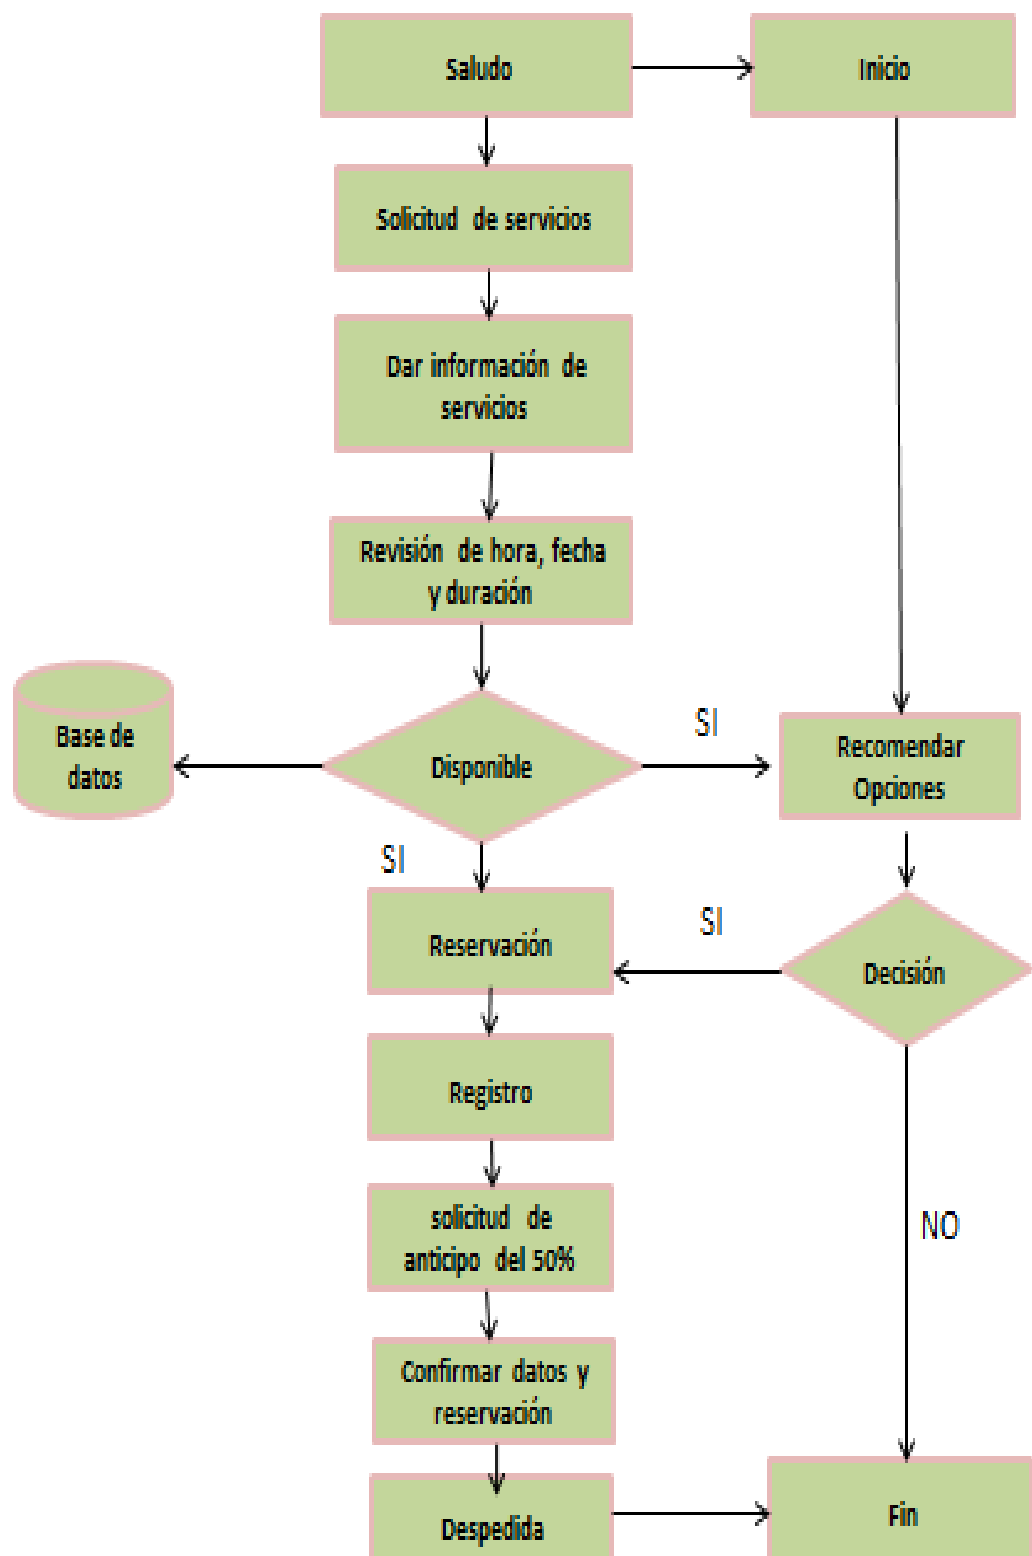 Saludo
Inicio
Solicitud de servicios
Dar información de
servicios
Revisión de hora, fecha
y duración
Base de
datos
Disponible
SI
Recomendar
Opciones
SI
Reservación
SI
Decisión
Registro
solicitud de
anticipo del 50%
NO
Confirmar datos y
reservación
Despedida
Fin